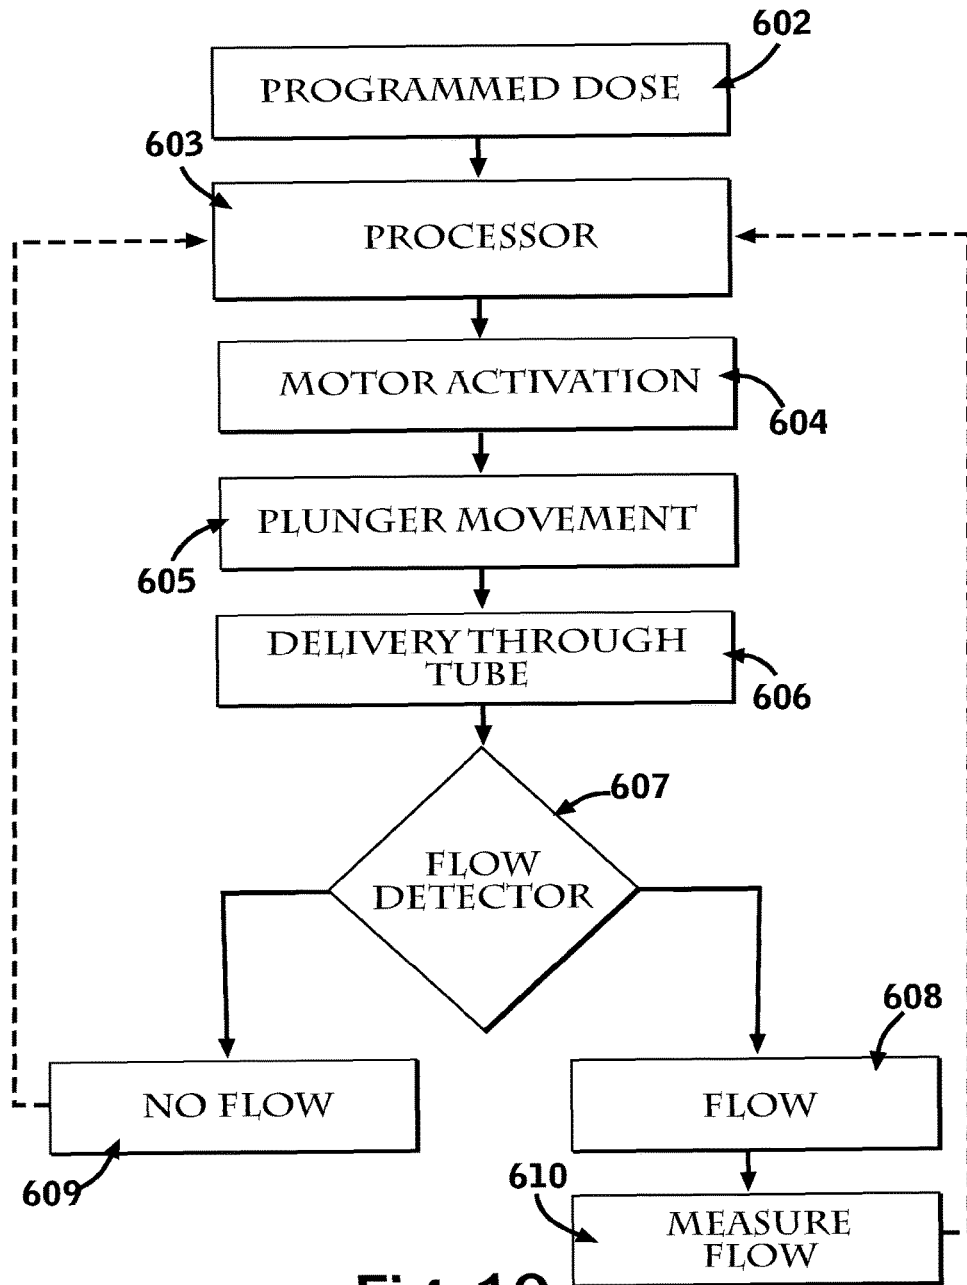 602
PROGRAMMED DOSE
603
PROCESSOR
MOTOR ACTIVATION
604
PLUNGER MOVEMENT
605
DELIVERY THROUGH
TUBE
606
607
FLOW
DETECTOR
608
NO FLOW
FLOW
609
610
MEASURE
FLOW